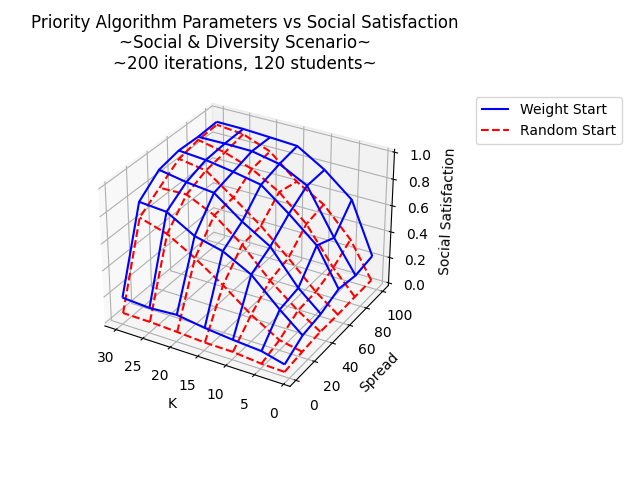 Priority Algorithm Parameters vs Social Satisfaction
~Social & Diversity Scenario~
~200 iterations, 120 students~
Weight Start
Random Start
1.0
0.8
0.6
0.4
0.2
0.0
Social Satisfaction
100
80
60
40
20
0
Spread
30
25
20
15
10
5
0
K